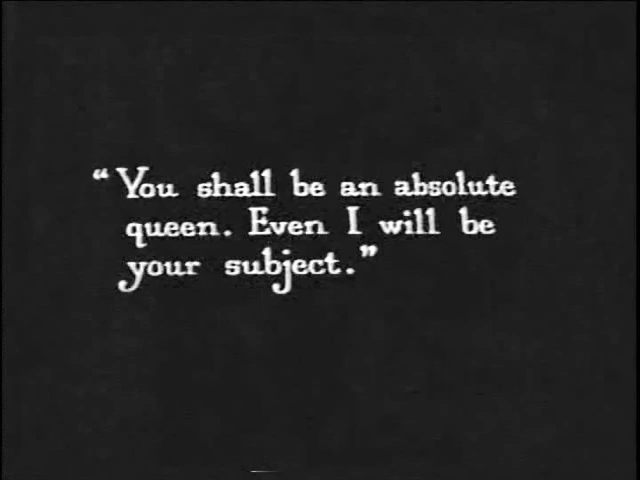 “You shall be an absolute
queen. Even I will be
your subject.”